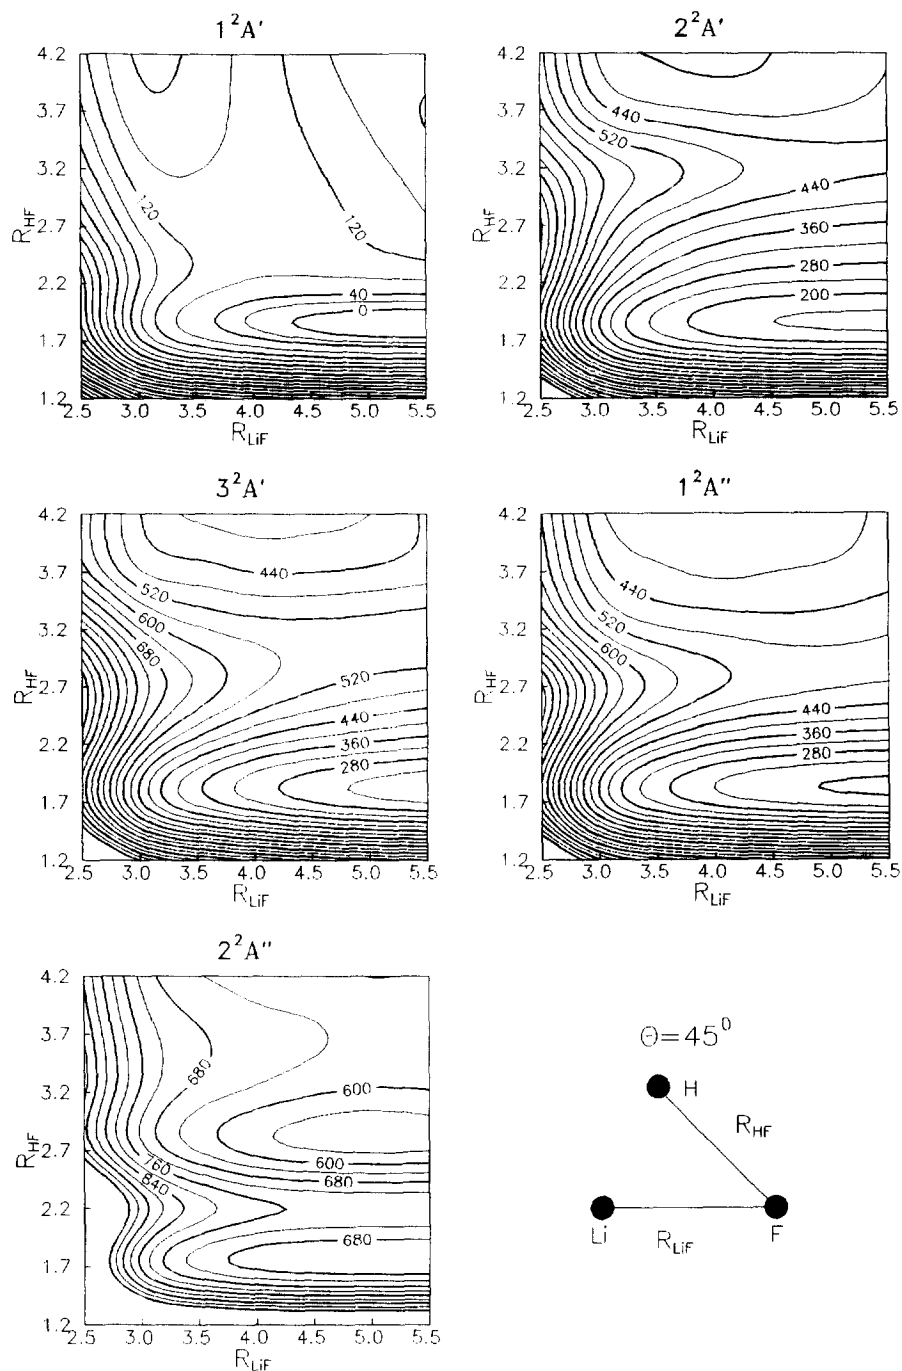 1²A'
2²A'
4.2
3.7
3.2
2.7
2.2
1.7
1.2
R_HF
120
120
40
0
2.5 3.0 3.5 4.0 4.5 5.0 5.5
R_LiF
4.2
3.7
3.2
2.7
2.2
1.7
1.2
R_HF
440
520
440
360
280
200
2.5 3.0 3.5 4.0 4.5 5.0 5.5
R_LiF
3²A'
1²A''
4.2
3.7
3.2
2.7
2.2
1.7
1.2
R_HF
440
520
600
680
520
440
360
280
2.5 3.0 3.5 4.0 4.5 5.0 5.5
R_LiF
4.2
3.7
3.2
2.7
2.2
1.7
1.2
R_HF
440
520
600
440
360
280
2.5 3.0 3.5 4.0 4.5 5.0 5.5
R_LiF
2²A''
4.2
3.7
3.2
2.7
2.2
1.7
1.2
R_HF
680
600
600
760
680
840
680
2.5 3.0 3.5 4.0 4.5 5.0 5.5
R_LiF
Θ=45⁰
H
R_HF
Li
R_LiF
F